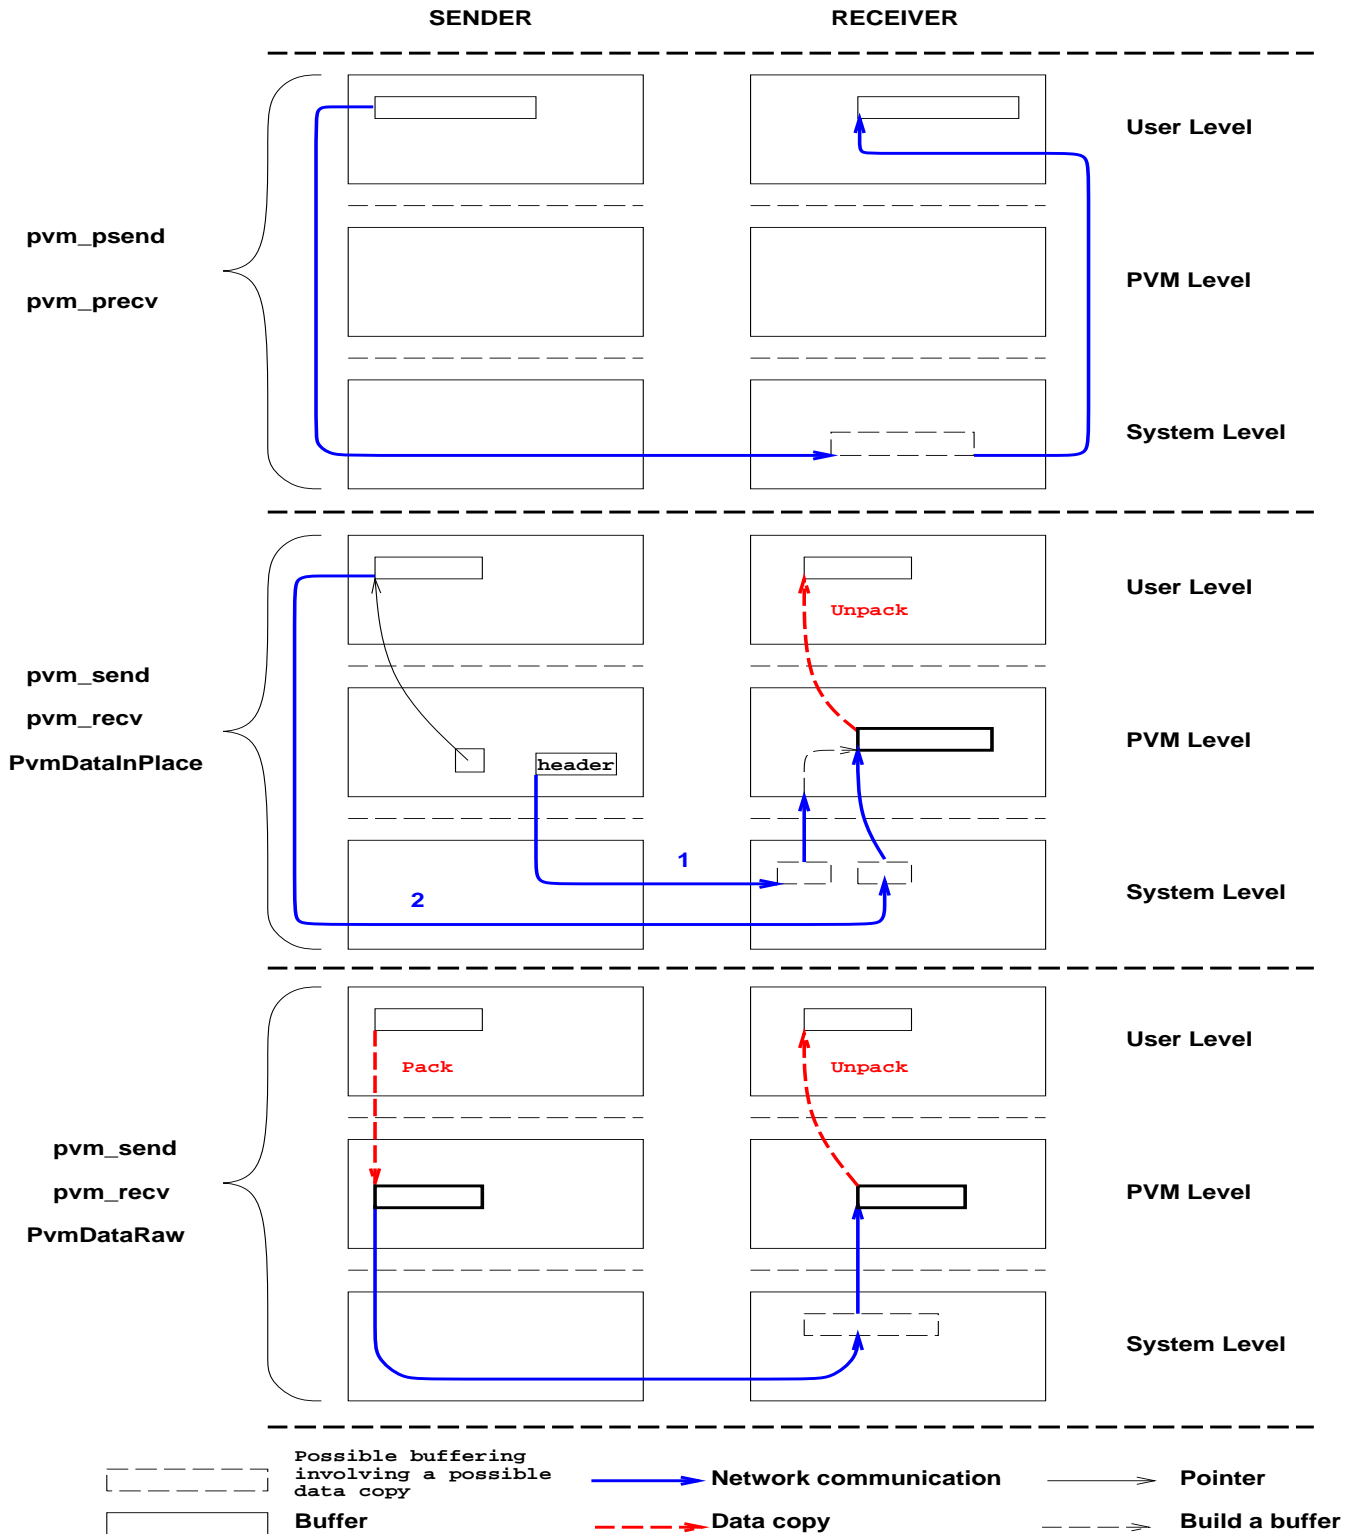 SENDER
RECEIVER
User Level
pvm_psend
PVM Level
pvm_precv
System Level
User Level
Unpack
pvm_send
pvm_recv
PVM Level
PvmDataInPlace
header
1
2
System Level
User Level
Pack
Unpack
pvm_send
pvm_recv
PVM Level
PvmDataRaw
System Level
Possible buffering
involving a possible
data copy
Network communication
Pointer
Buffer
Data copy
Build a buffer